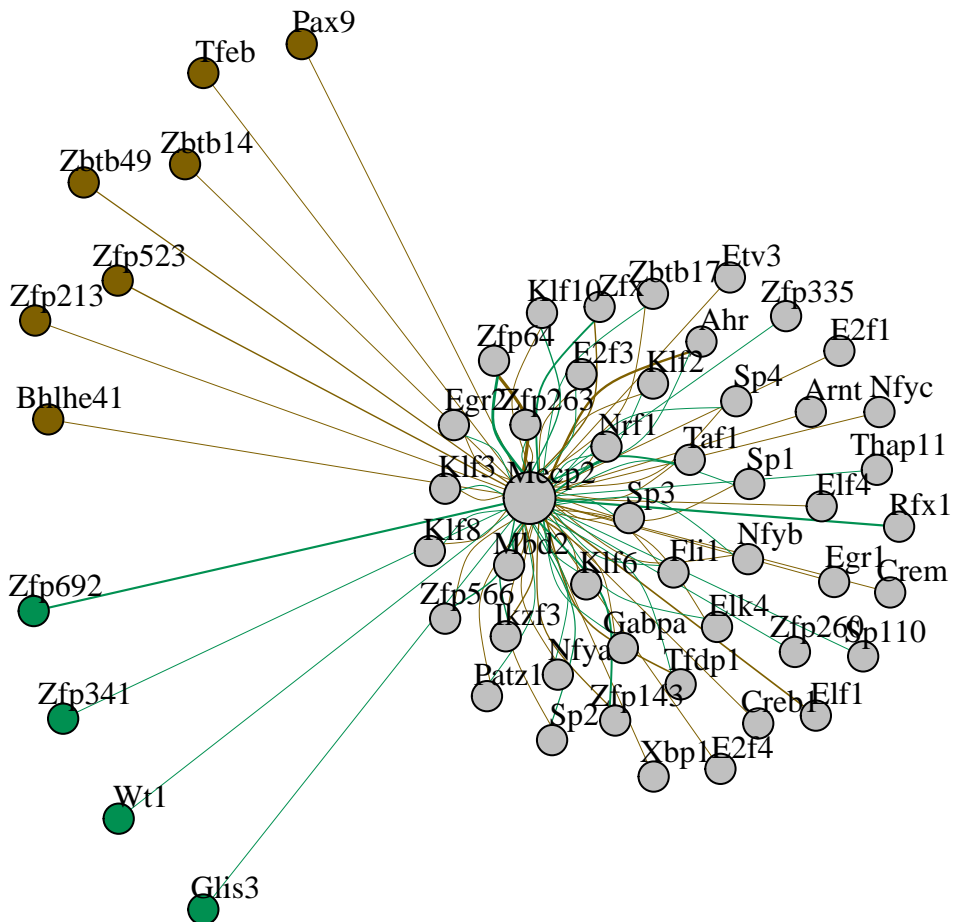 Pax9
Tfeb
Zbtb14
Zbtb49
Zfp523
Zfp213
Bhlhe41
Etv3
Zbtb17
Zfx
Klf10
Zfp335
Ahr
E2f1
Zfp64
E2f3
Klf2
Sp4
Arnt
Nfyc
Egr2
Zfp263
Nrf1
Taf1
Thap11
Klf3
Mecp2
Sp1
Sp3
Elf4
Rfx1
Klf8
Mbd2
Klf6
Fli1
Nfyb
Egr1
Crem
Zfp692
Zfp566
Ikzf3
Gabpa
Elk4
Zfp260
Sp110
Patz1
Nfya
Tfdp1
Zfp341
Sp2
Zfp143
Creb1
Elf1
Xbp1
E2f4
Wt1
Glis3